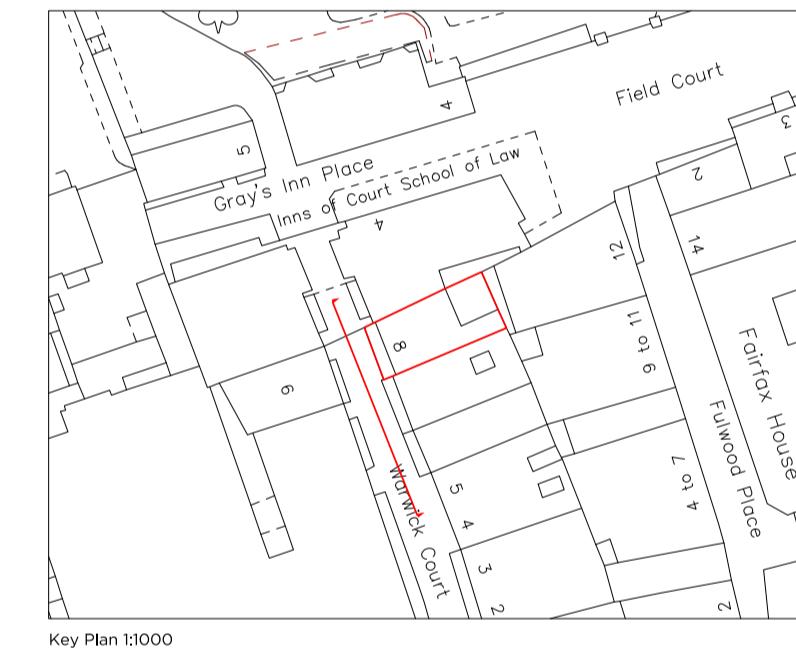 Field Court
4
3
5
Gray's Inn Place
Inns of Court School of Law
2
4
12
14
8
9 to 11
Fairfax House
6
Fulwood Place
Warwick Court
5
4
4 to 7
3
2
2
Key Plan 1:1000